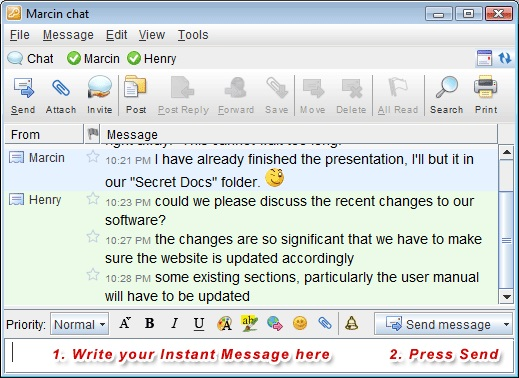 Marcin chat
File Message Edit View Tools
Chat Marcin Henry
Send Attach Invite Post Post Reply Forward Save Move Delete All Read Search Print
From Message
Marcin 10:21 PM I have already finished the presentation, I'll but it in
our "Secret Docs" folder.
Henry 10:23 PM could we please discuss the recent changes to our
software?
10:27 PM the changes are so significant that we have to make
sure the website is updated accordingly
10:28 PM some existing sections, particularly the user manual
will have to be updated
Priority: Normal A B I U A aby Send message
1. Write your Instant Message here 2. Press Send